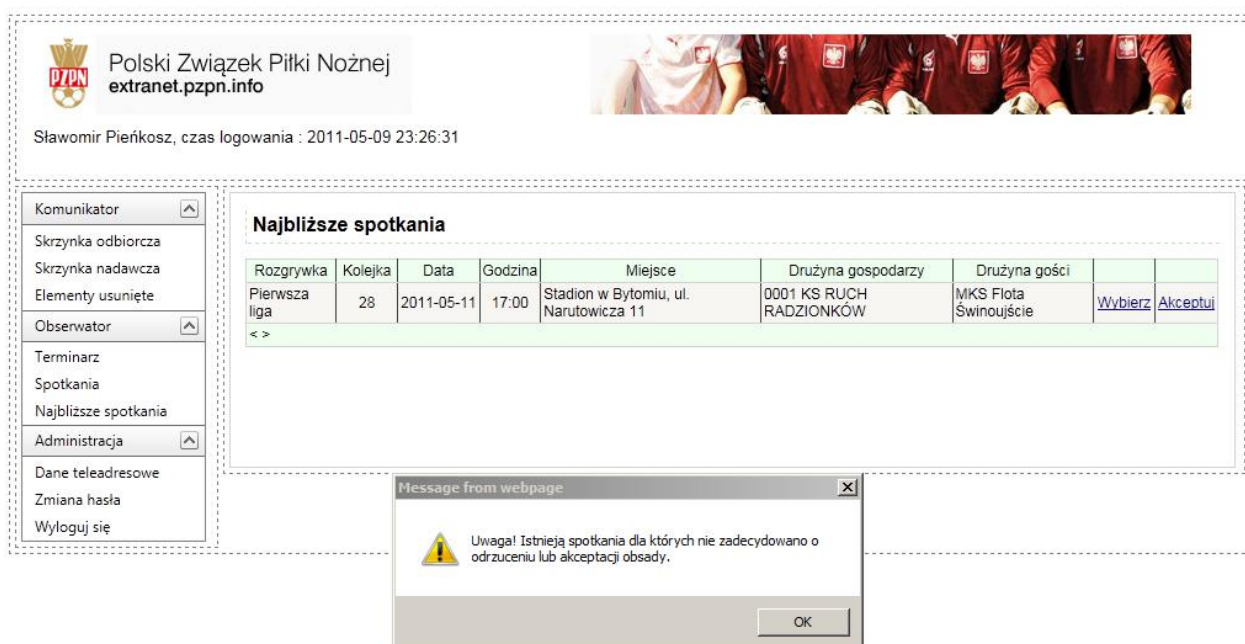 PZPN
Polski Związek Piłki Nożnej
extranet.pzpn.info
Sławomir Pieńkosz, czas logowania : 2011-05-09 23:26:31
Komunikator
Skrzynka odbiorcza
Skrzynka nadawcza
Elementy usunięte
Obserwator
Terminarz
Spotkania
Najbliższe spotkania
Administracja
Dane teleadresowe
Zmiana hasła
Wyloguj się
Najbliższe spotkania
Rozgrywka Kolejka Data Godzina Miejsce Drużyna gospodarzy Drużyna gości
Pierwsza liga 28 2011-05-11 17:00 Stadion w Bytomiu, ul. Narutowicza 11 0001 KS RUCH RADZIONKÓW MKS Flota Świnoujście Wybierz Akceptuj
< >
Message from webpage
Uwaga! Istnieją spotkania dla których nie zadecydowano o
odrzuceniu lub akceptacji obsady.
OK